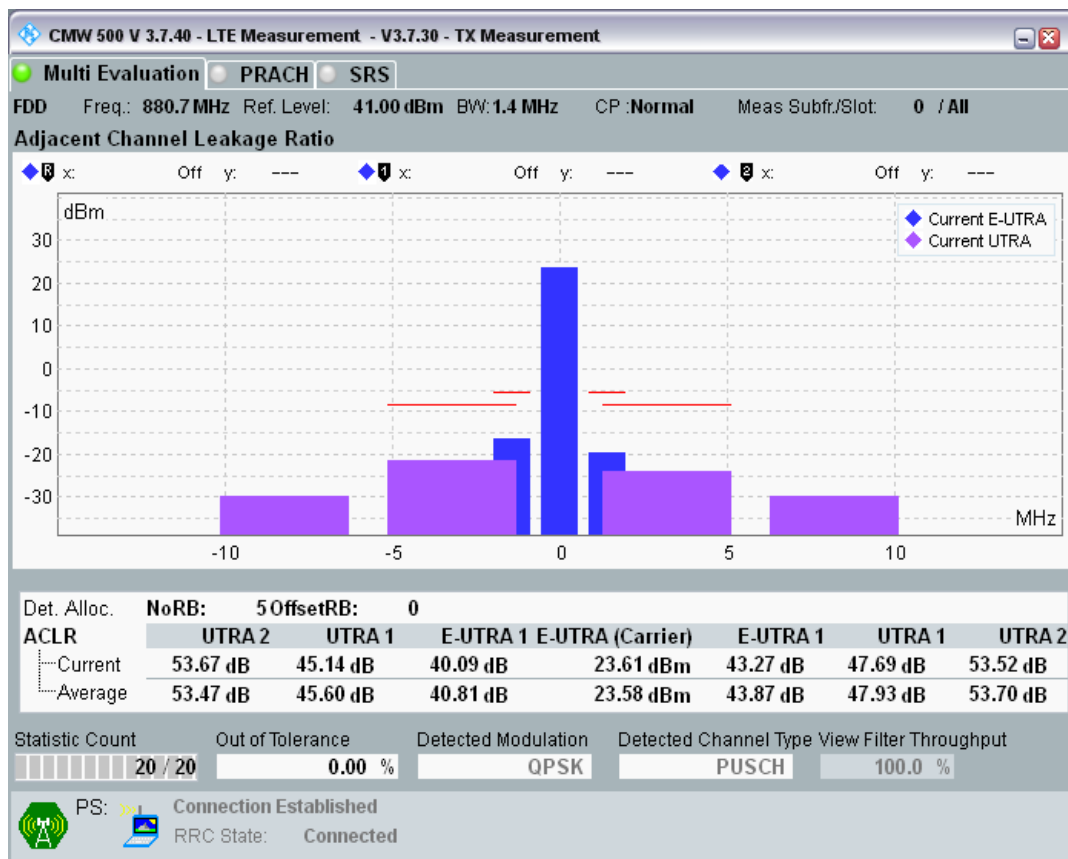 CMW 500 V 3.7.40 - LTE Measurement - V3.7.30 - TX Measurement
Multi Evaluation PRACH SRS
FDD Freq.: 880.7 MHz Ref. Level: 41.00 dBm BW: 1.4 MHz CP :Normal Meas Subfr./Slot: 0 / All
Adjacent Channel Leakage Ratio
R x: Off y: --- 1 x: Off y: --- 2 x: Off y: ---
dBm
Current E-UTRA
Current UTRA
30
20
10
0
-10
-20
-30
MHz
-10 -5 0 5 10
Det. Alloc. NoRB: 5 OffsetRB: 0
ACLR UTRA 2 UTRA 1 E-UTRA 1 E-UTRA (Carrier) E-UTRA 1 UTRA 1 UTRA 2
Current 53.67 dB 45.14 dB 40.09 dB 23.61 dBm 43.27 dB 47.69 dB 53.52 dB
Average 53.47 dB 45.60 dB 40.81 dB 23.58 dBm 43.87 dB 47.93 dB 53.70 dB
Statistic Count Out of Tolerance Detected Modulation Detected Channel Type View Filter Throughput
20 / 20 0.00 % QPSK PUSCH 100.0 %
PS: Connection Established
RRC State: Connected